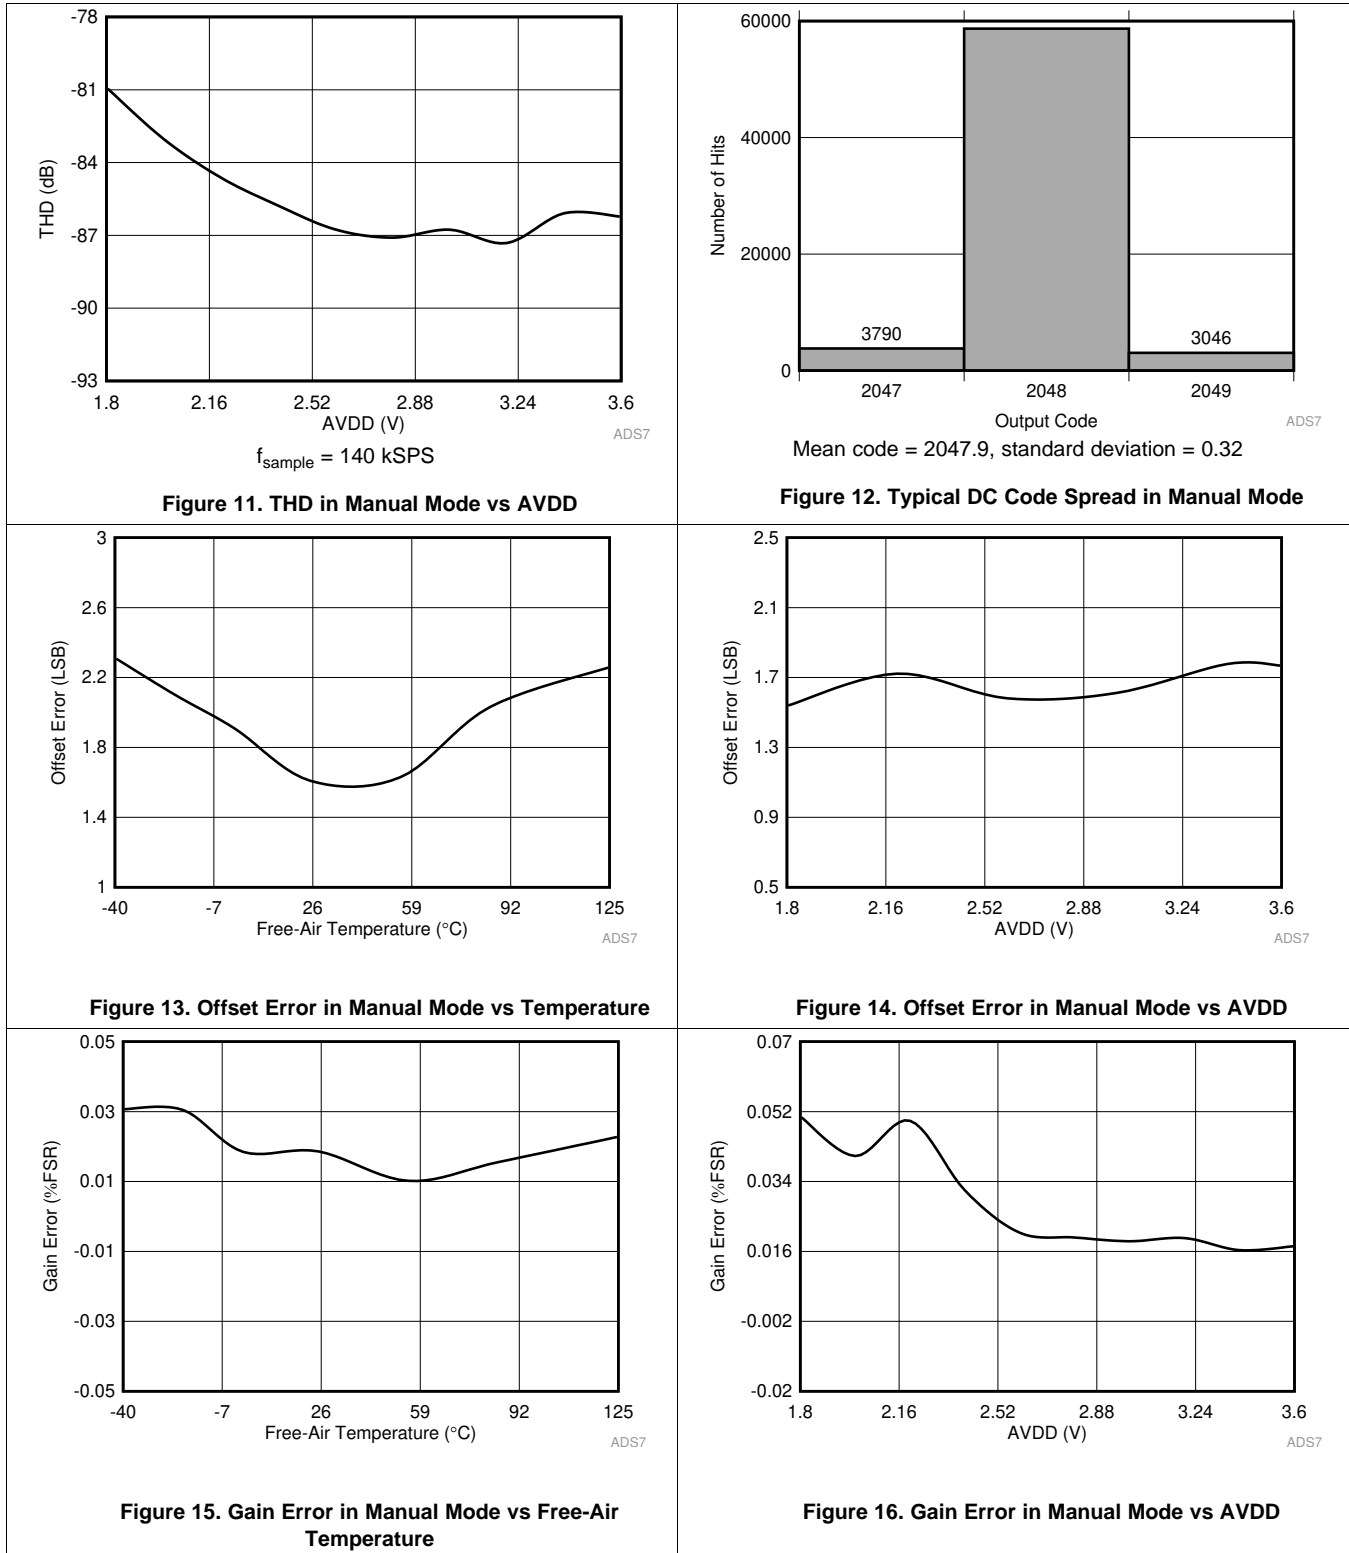 -78
-81
-84
-87
-90
-93
THD (dB)
1.8 2.16 2.52 2.88 3.24 3.6
AVDD (V)
ADS7
fsample = 140 kSPS
Figure 11. THD in Manual Mode vs AVDD
60000
40000
20000
0
Number of Hits
3790
3046
2047 2048 2049
Output Code
ADS7
Mean code = 2047.9, standard deviation = 0.32
Figure 12. Typical DC Code Spread in Manual Mode
3
2.6
2.2
1.8
1.4
1
Offset Error (LSB)
-40 -7 26 59 92 125
Free-Air Temperature (°C)
ADS7
Figure 13. Offset Error in Manual Mode vs Temperature
2.5
2.1
1.7
1.3
0.9
0.5
Offset Error (LSB)
1.8 2.16 2.52 2.88 3.24 3.6
AVDD (V)
ADS7
Figure 14. Offset Error in Manual Mode vs AVDD
0.05
0.03
0.01
-0.01
-0.03
-0.05
Gain Error (%FSR)
-40 -7 26 59 92 125
Free-Air Temperature (°C)
ADS7
Figure 15. Gain Error in Manual Mode vs Free-Air
Temperature
0.07
0.052
0.034
0.016
-0.002
-0.02
Gain Error (%FSR)
1.8 2.16 2.52 2.88 3.24 3.6
AVDD (V)
ADS7
Figure 16. Gain Error in Manual Mode vs AVDD